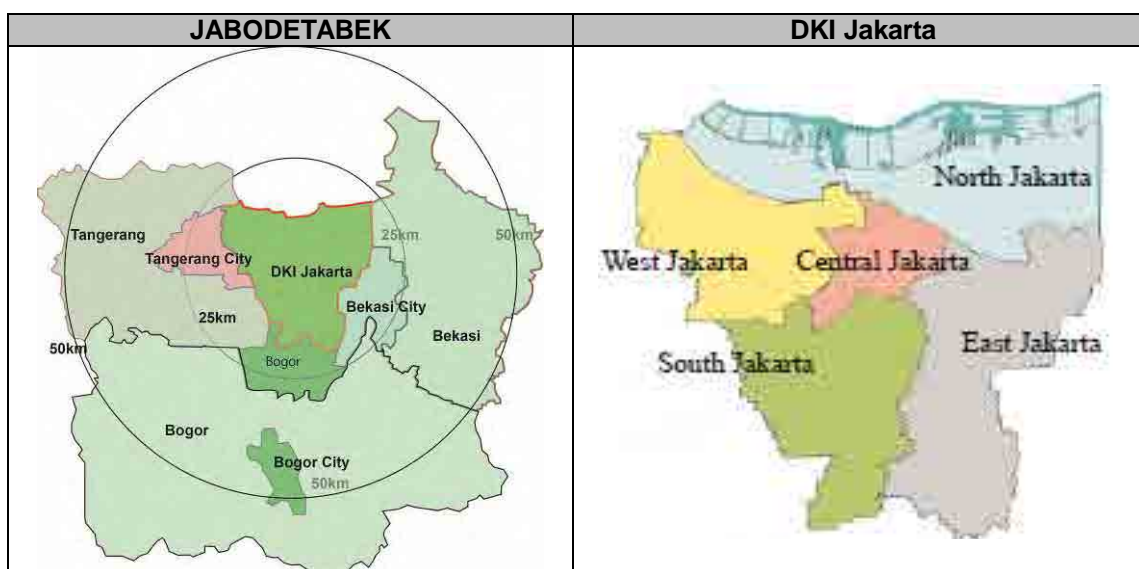 JABODETABEK
DKI Jakarta
25km
50km
Tangerang
Tangerang City
DKI Jakarta
Bekasi City
25km
Bekasi
50km
Bogor
Bogor
Bogor City
50km
North Jakarta
West Jakarta
Central Jakarta
South Jakarta
East Jakarta